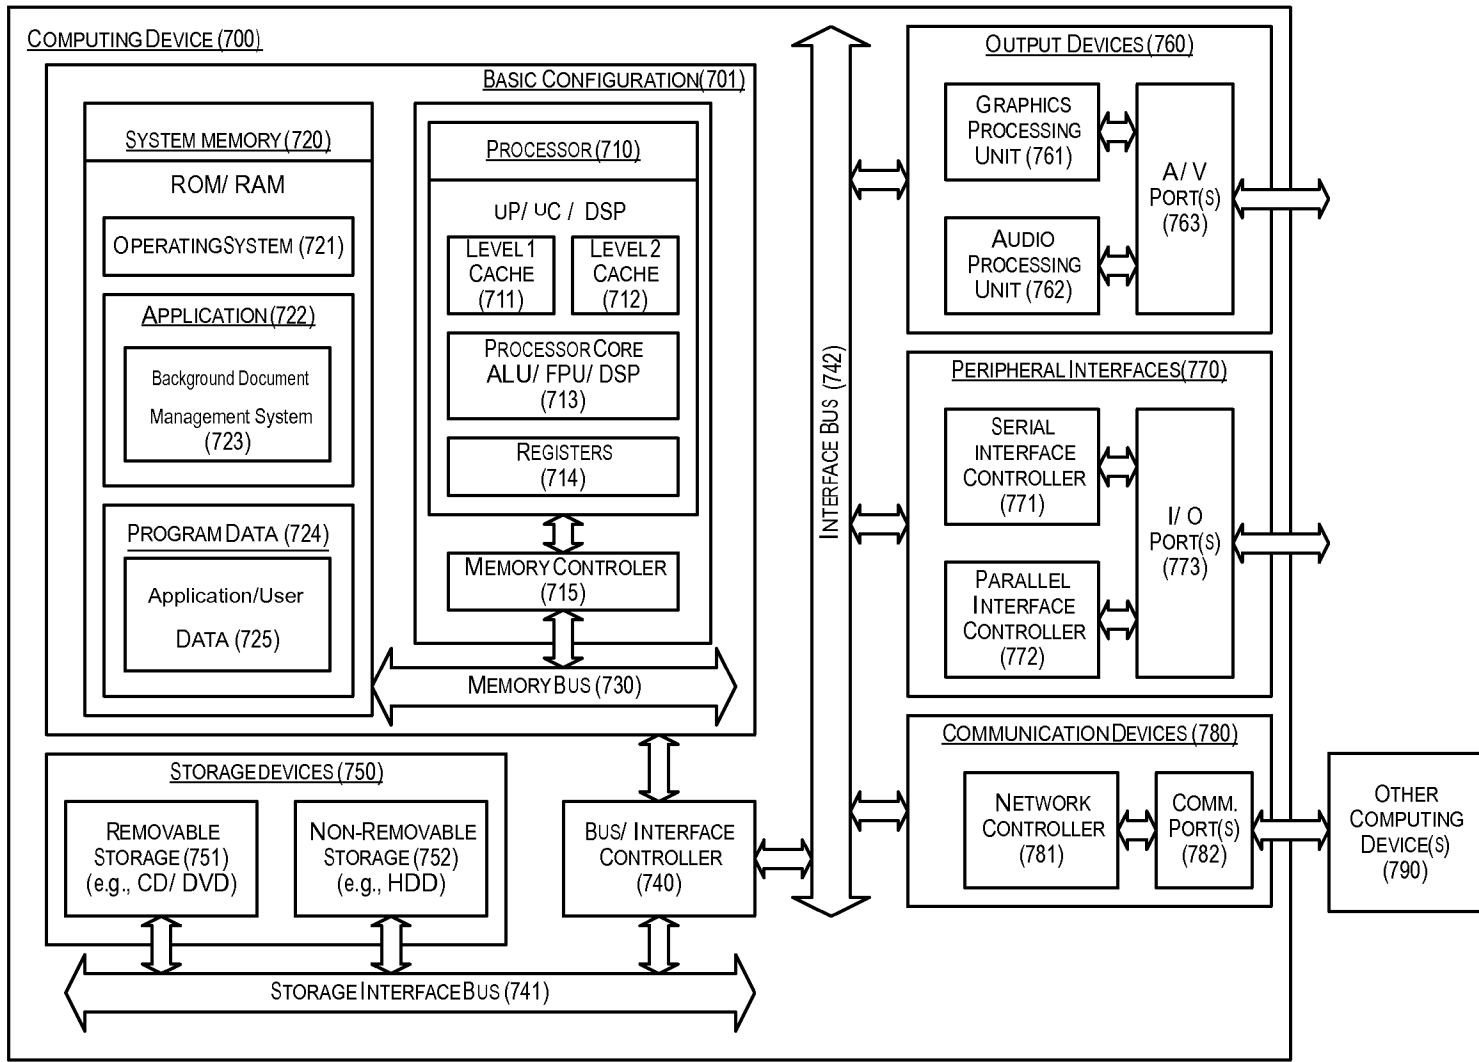 COMPUTING DEVICE (700)
BASIC CONFIGURATION (701)
SYSTEM MEMORY (720)
ROM/ RAM
OPERATING SYSTEM (721)
APPLICATION (722)
Background Document
Management System
(723)
PROGRAM DATA (724)
Application/User
DATA (725)
PROCESSOR (710)
uP/ uC / DSP
LEVEL 1
CACHE
(711)
LEVEL 2
CACHE
(712)
PROCESSOR CORE
ALU/ FPU/ DSP
(713)
REGISTERS
(714)
MEMORY CONTROLER
(715)
MEMORY BUS (730)
STORAGE DEVICES (750)
REMOVABLE
STORAGE (751)
(e.g., CD/ DVD)
NON-REMOVABLE
STORAGE (752)
(e.g., HDD)
BUS/ INTERFACE
CONTROLLER
(740)
STORAGE INTERFACE BUS (741)
INTERFACE BUS (742)
OUTPUT DEVICES (760)
GRAPHICS
PROCESSING
UNIT (761)
AUDIO
PROCESSING
UNIT (762)
A/ V
PORT(S)
(763)
PERIPHERAL INTERFACES (770)
SERIAL
INTERFACE
CONTROLLER
(771)
PARALLEL
INTERFACE
CONTROLLER
(772)
I/ O
PORT(S)
(773)
COMMUNICATION DEVICES (780)
NETWORK
CONTROLLER
(781)
COMM.
PORT(S)
(782)
OTHER
COMPUTING
DEVICE(S)
(790)